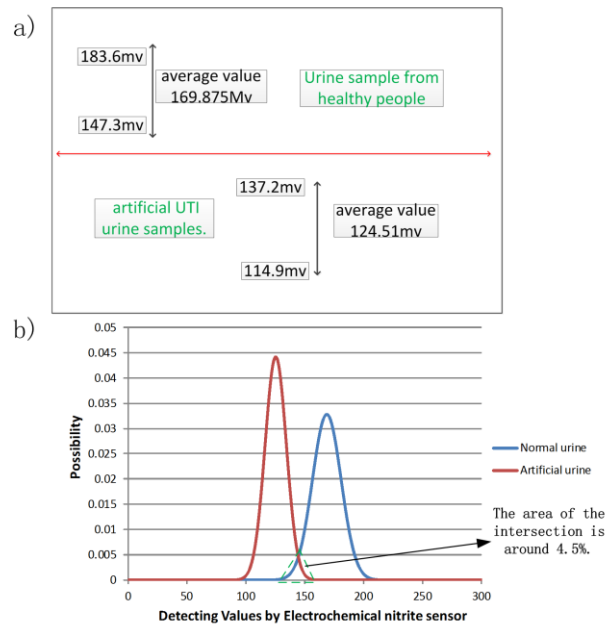 a)
183.6mv
average value
169.875Mv
147.3mv
Urine sample from
healthy people
artificial UTI
urine samples.
137.2mv
average value
124.51mv
114.9mv
b)
0.05
0.045
0.04
0.035
0.03
0.025
0.02
0.015
0.01
0.005
0
Possibility
0 50 100 150 200 250 300
Detecting Values by Electrochemical nitrite sensor
Normal urine
Artificial urine
The area of the
intersection is
around 4.5%.